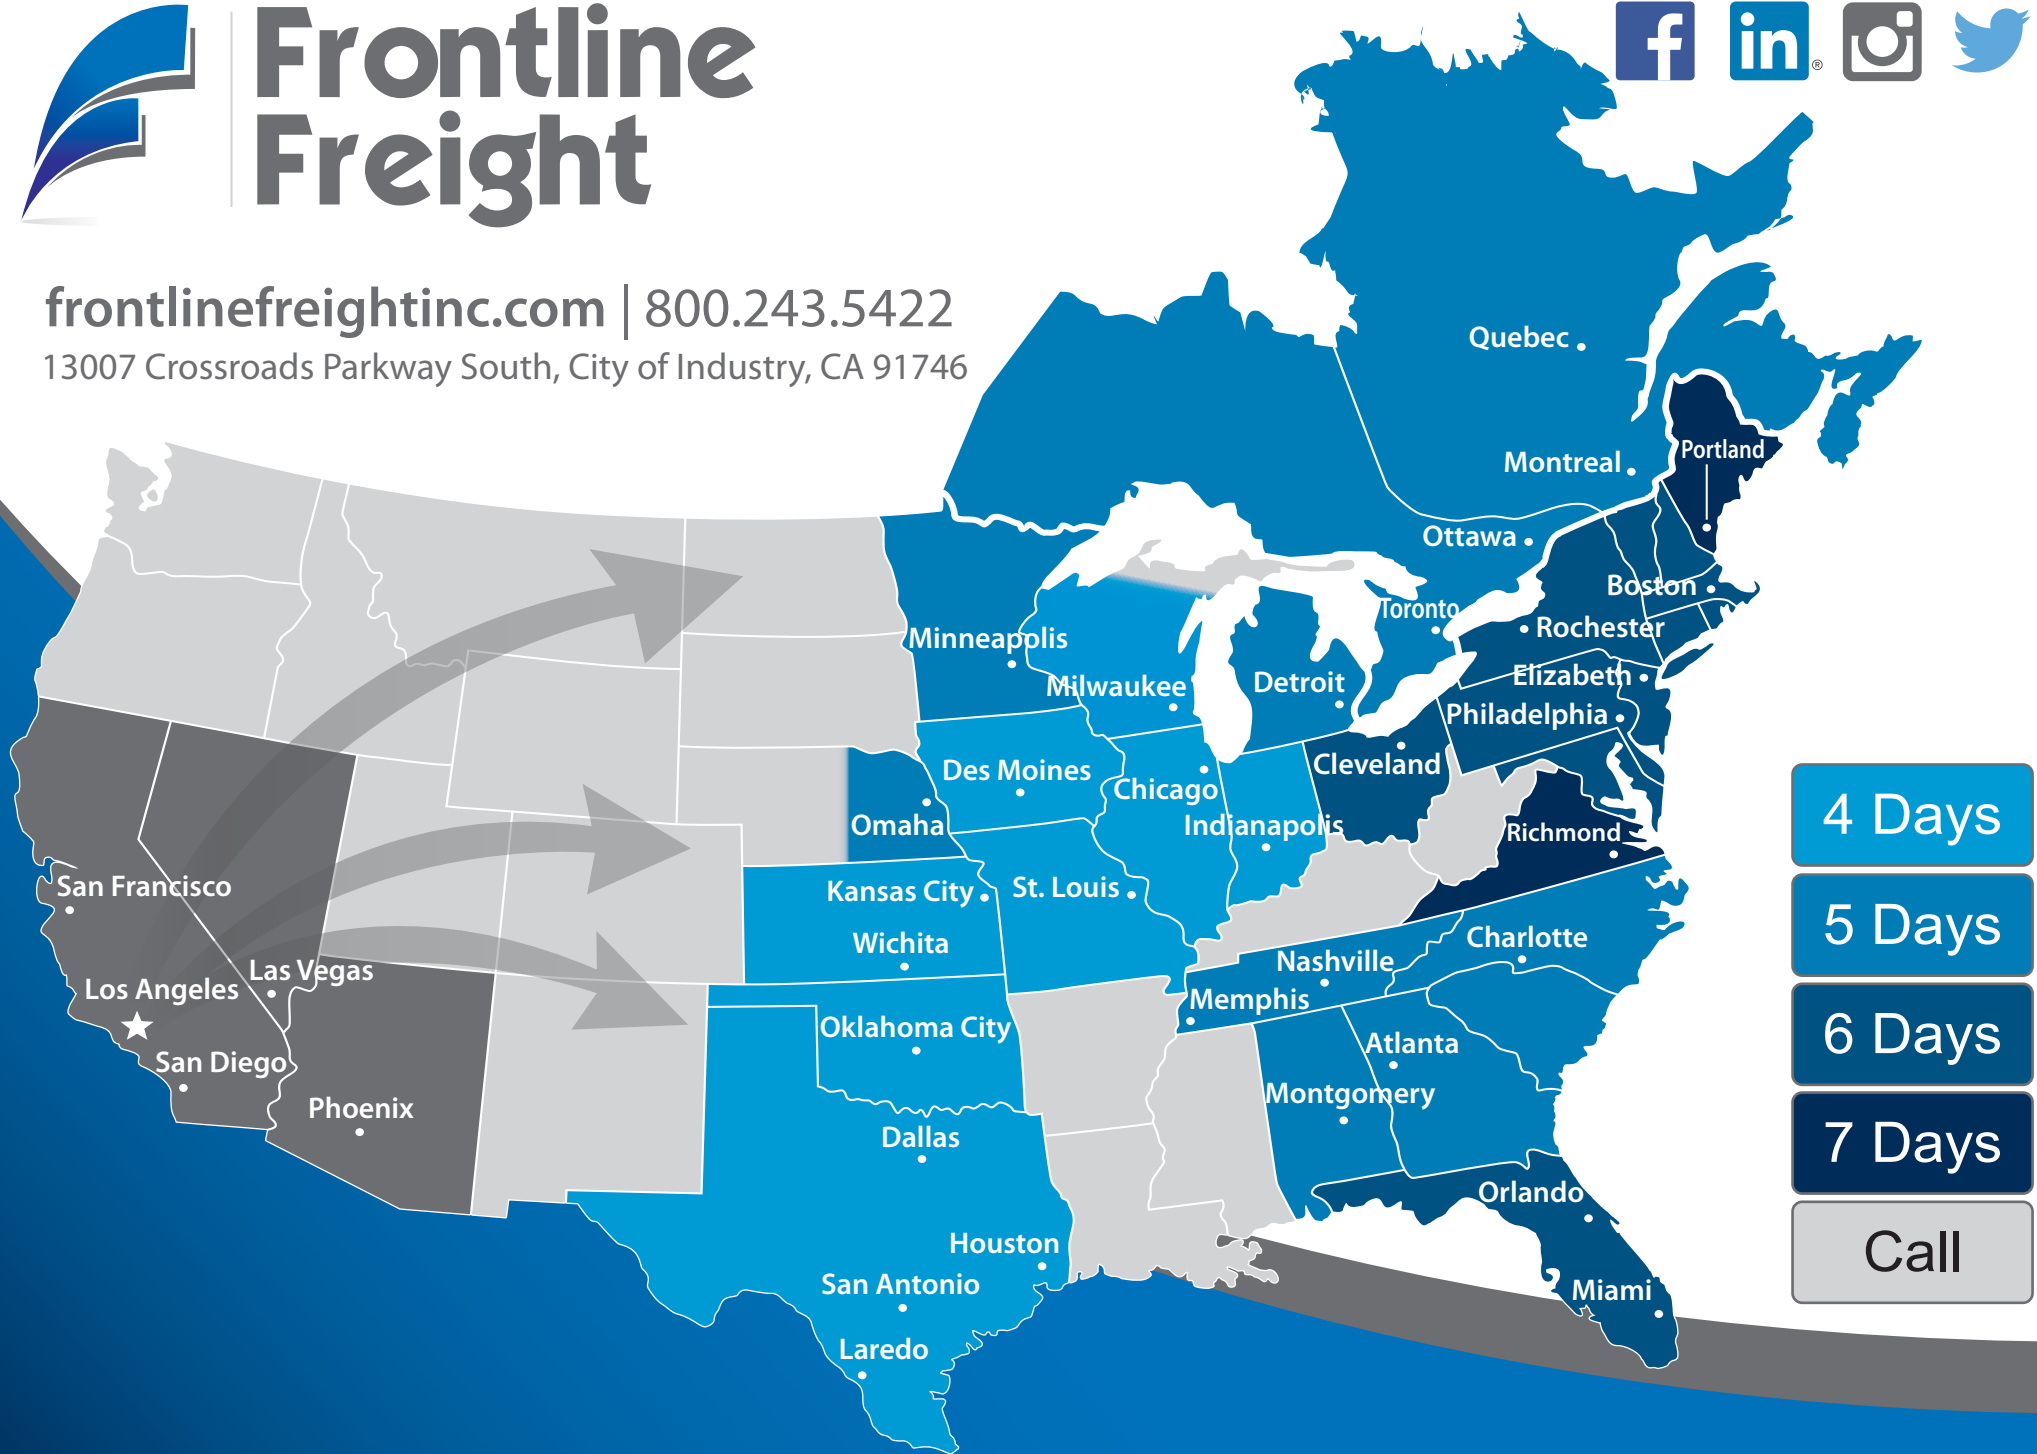 Frontline
Freight
f
in
®
frontlinefreightinc.com | 800.243.5422
13007 Crossroads Parkway South, City of Industry, CA 91746
Quebec
Montreal
Portland
Ottawa
Boston
Toronto
Rochester
Minneapolis
Elizabeth
Milwaukee
Detroit
Philadelphia
Cleveland
Des Moines
Chicago
Omaha
Indianapolis
Richmond
San Francisco
Kansas City
St. Louis
Wichita
Charlotte
Nashville
Las Vegas
Los Angeles
Memphis
Oklahoma City
Atlanta
San Diego
Montgomery
Phoenix
Dallas
Orlando
Houston
San Antonio
Miami
Laredo
4 Days
5 Days
6 Days
7 Days
Call